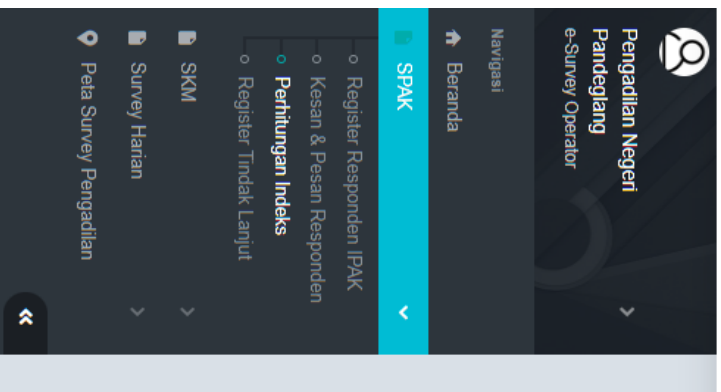 Pengadilan Negeri
Pandeglang
e-Survey Operator
Navigasi
Beranda
SPAK
Register Responden IPAK
Kesan & Pesan Responden
Perhitungan Indeks
Register Tindak Lanjut
SKM
Survey Harian
Peta Survey Pengadilan